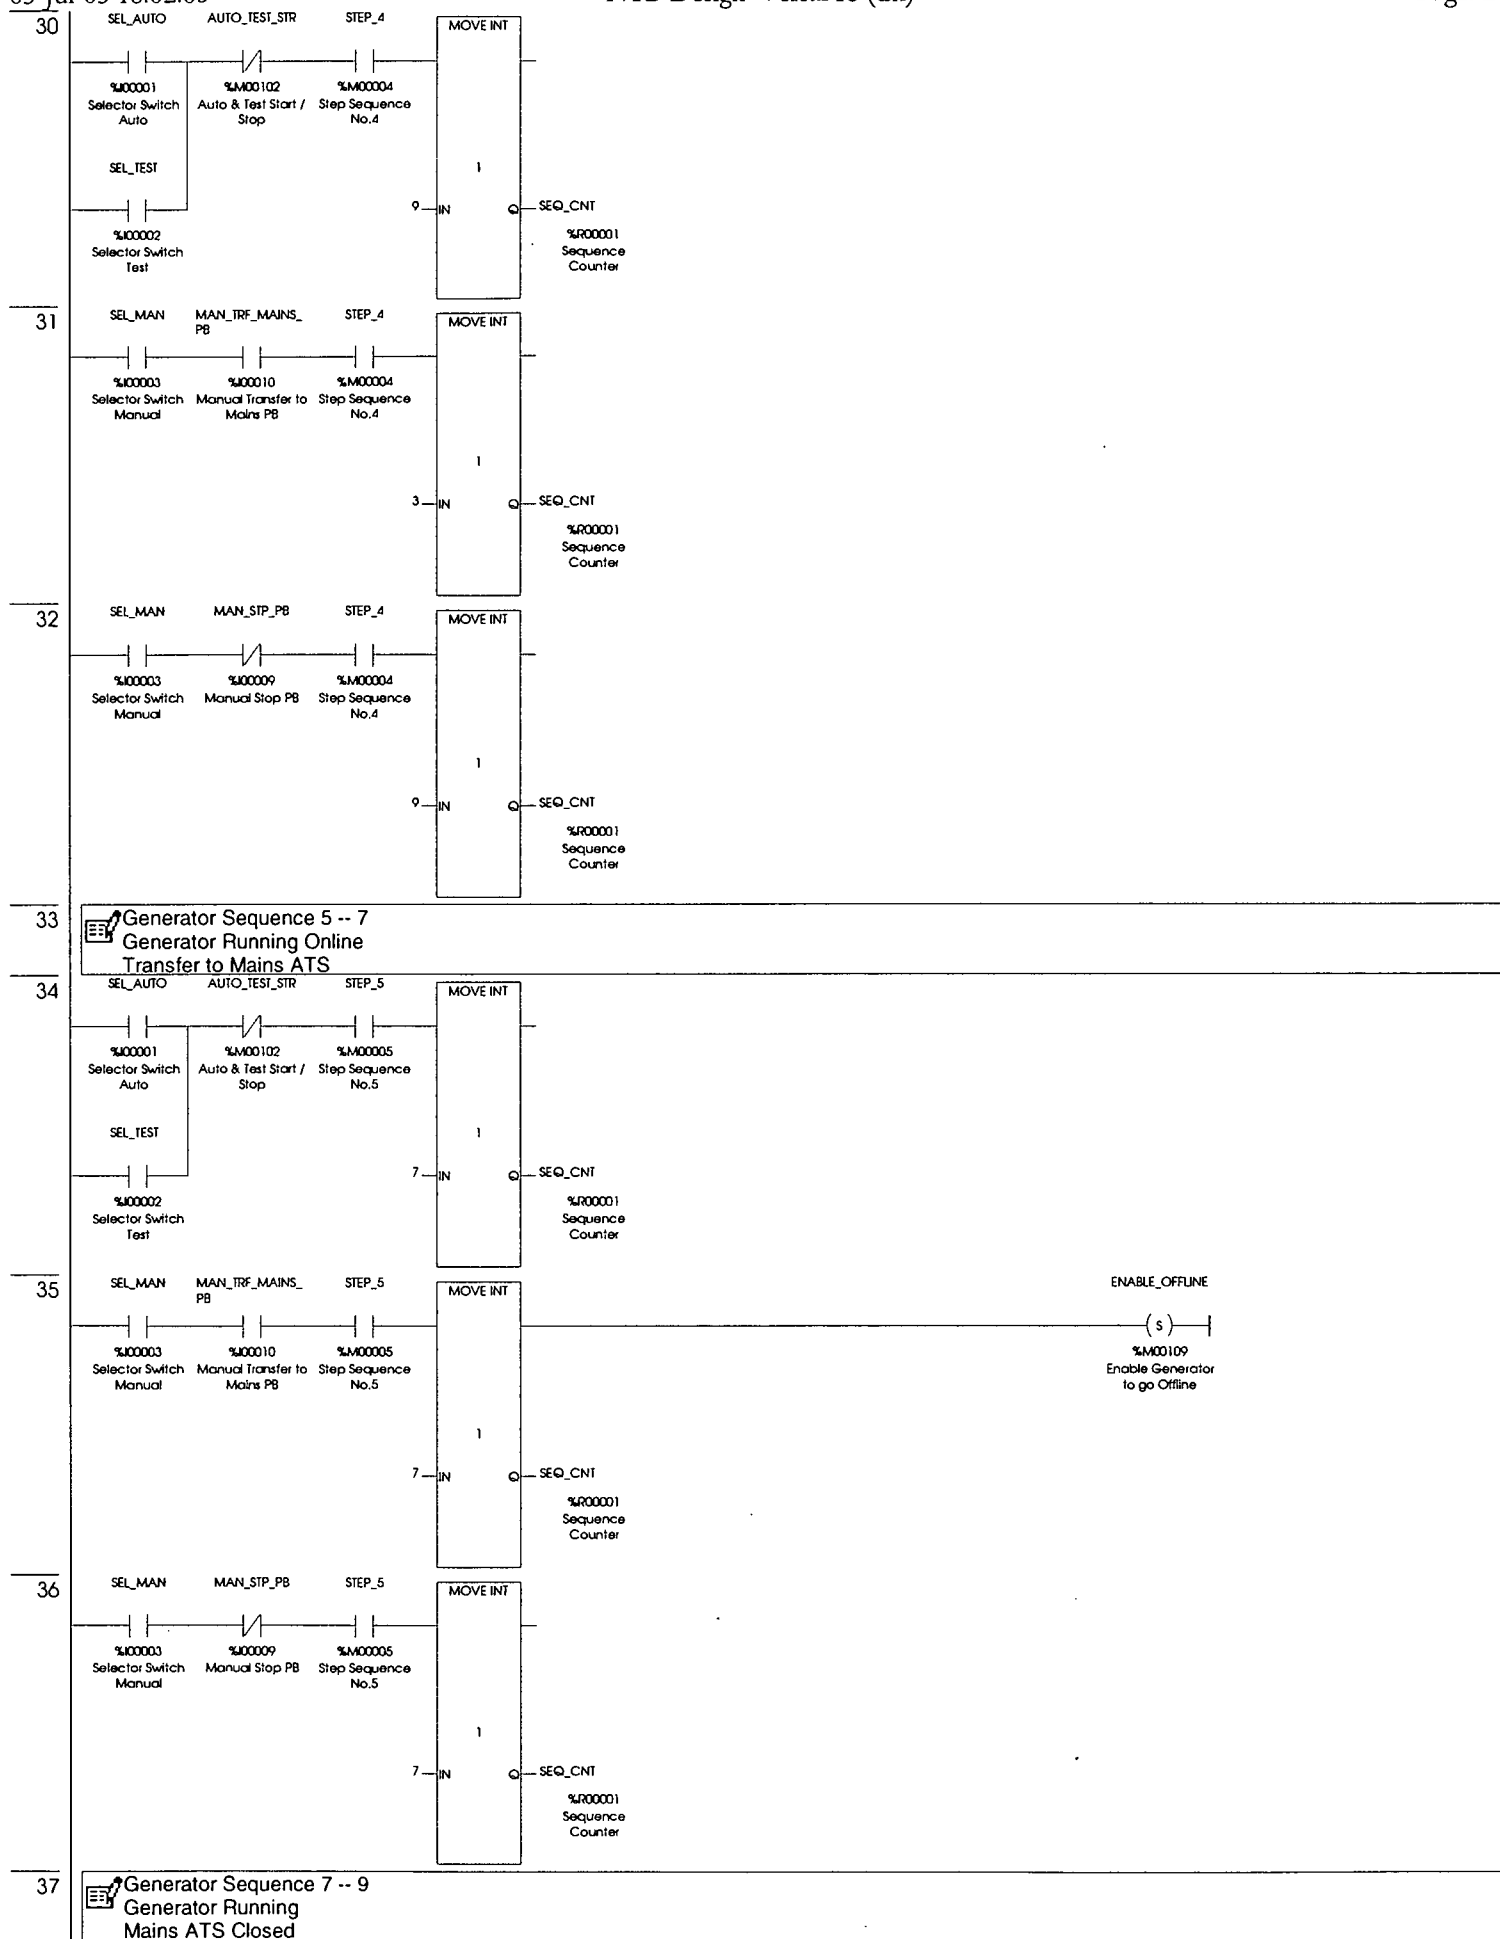 30
SEL_AUTO AUTO_TEST_STR STEP_4
MOVE INT
%I00001 %M00102 %M00004
Selector Switch Auto & Test Start / Step Sequence
Auto Stop No.4
SEL_TEST
1
9 IN Q SEQ_CNT
%I00002 %R00001
Selector Switch Sequence
Test Counter
31
SEL_MAN MAN_TRF_MAINS_ STEP_4
PB
MOVE INT
%I00003 %I00010 %M00004
Selector Switch Manual Transfer to Step Sequence
Manual Mains PB No.4
1
3 IN Q SEQ_CNT
%R00001
Sequence
Counter
32
SEL_MAN MAN_STP_PB STEP_4
MOVE INT
%I00003 %I00009 %M00004
Selector Switch Manual Stop PB Step Sequence
Manual No.4
1
9 IN Q SEQ_CNT
%R00001
Sequence
Counter
33
Generator Sequence 5 -- 7
Generator Running Online
Transfer to Mains ATS
34
SEL_AUTO AUTO_TEST_STR STEP_5
MOVE INT
%I00001 %M00102 %M00005
Selector Switch Auto & Test Start / Step Sequence
Auto Stop No.5
SEL_TEST
1
7 IN Q SEQ_CNT
%I00002 %R00001
Selector Switch Sequence
Test Counter
35
SEL_MAN MAN_TRF_MAINS_ STEP_5 ENABLE_OFFLINE
PB
MOVE INT
S
%I00003 %I00010 %M00005 %M00109
Selector Switch Manual Transfer to Step Sequence Enable Generator
Manual Mains PB No.5 to go Offline
1
7 IN Q SEQ_CNT
%R00001
Sequence
Counter
36
SEL_MAN MAN_STP_PB STEP_5
MOVE INT
%I00003 %I00009 %M00005
Selector Switch Manual Stop PB Step Sequence
Manual No.5
1
7 IN Q SEQ_CNT
%R00001
Sequence
Counter
37
Generator Sequence 7 -- 9
Generator Running
Mains ATS Closed